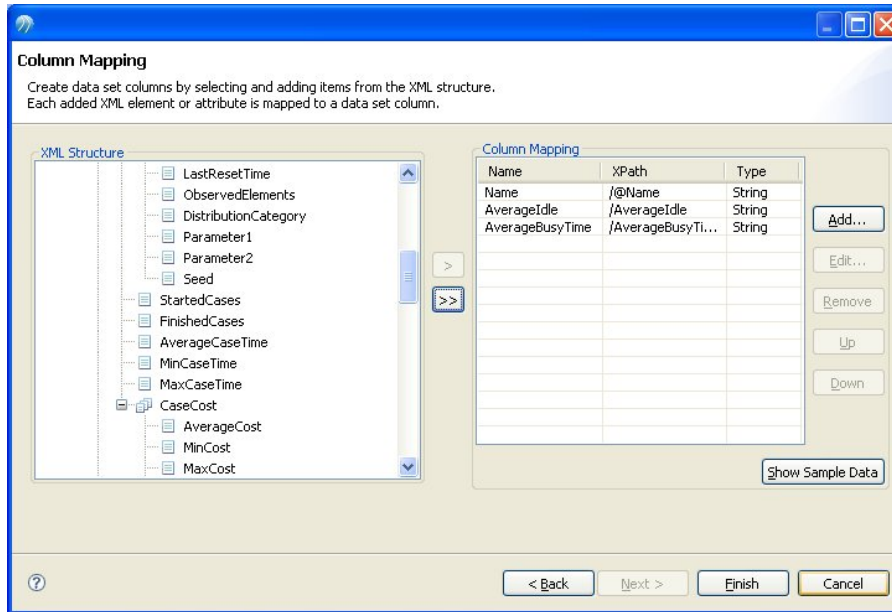 Column Mapping
Create data set columns by selecting and adding items from the XML structure.
Each added XML element or attribute is mapped to a data set column.
XML Structure
LastResetTime
ObservedElements
DistributionCategory
Parameter1
Parameter2
Seed
StartedCases
FinishedCases
AverageCaseTime
MinCaseTime
MaxCaseTime
CaseCost
AverageCost
MinCost
MaxCost
>
>>
Column Mapping
Name XPath Type
Name /@Name String
AverageIdle /AverageIdle String
AverageBusyTime /AverageBusyTi... String
Add...
Edit...
Remove
Up
Down
Show Sample Data
?
< Back Next > Finish Cancel